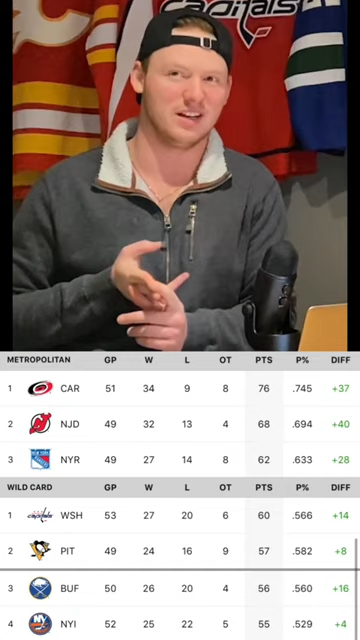 capitals
METROPOLITAN GP W L OT PTS P% DIFF
1 CAR 51 34 9 8 76 .745 +37
2 NJD 49 32 13 4 68 .694 +40
3 NYR 49 27 14 8 62 .633 +28
WILD CARD GP W L OT PTS P% DIFF
1 capitals WSH 53 27 20 6 60 .566 +14
2 PIT 49 24 16 9 57 .582 +8
3 BUF 50 26 20 4 56 .560 +16
4 NYI 52 25 22 5 55 .529 +4